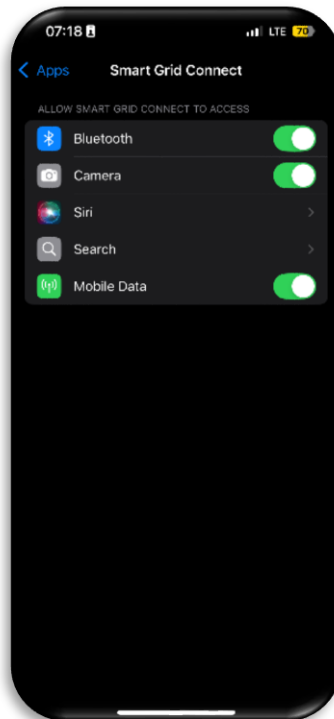 07:18 LTE 70
Apps Smart Grid Connect
ALLOW SMART GRID CONNECT TO ACCESS
Bluetooth
Camera
Siri
Search
Mobile Data